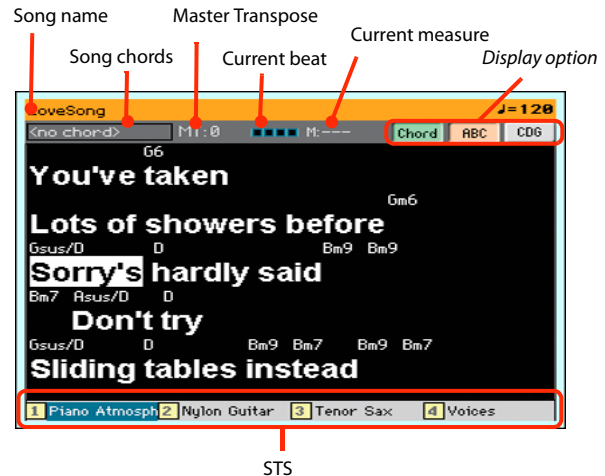 Song name
Master Transpose
Current measure
Song chords
Current beat
Display option
LoveSong ♩=120
<no chord> MT:0 M:--- Chord ABC CDG
G6
You've taken
Gm6
Lots of showers before
Gsus/D D Bm9 Bm9
Sorry's hardly said
Bm7 Asus/D D
Don't try
Gsus/D D Bm9 Bm7 Bm9 Bm7
Sliding tables instead
1 Piano Atmosph 2 Nylon Guitar 3 Tenor Sax 4 Voices
STS